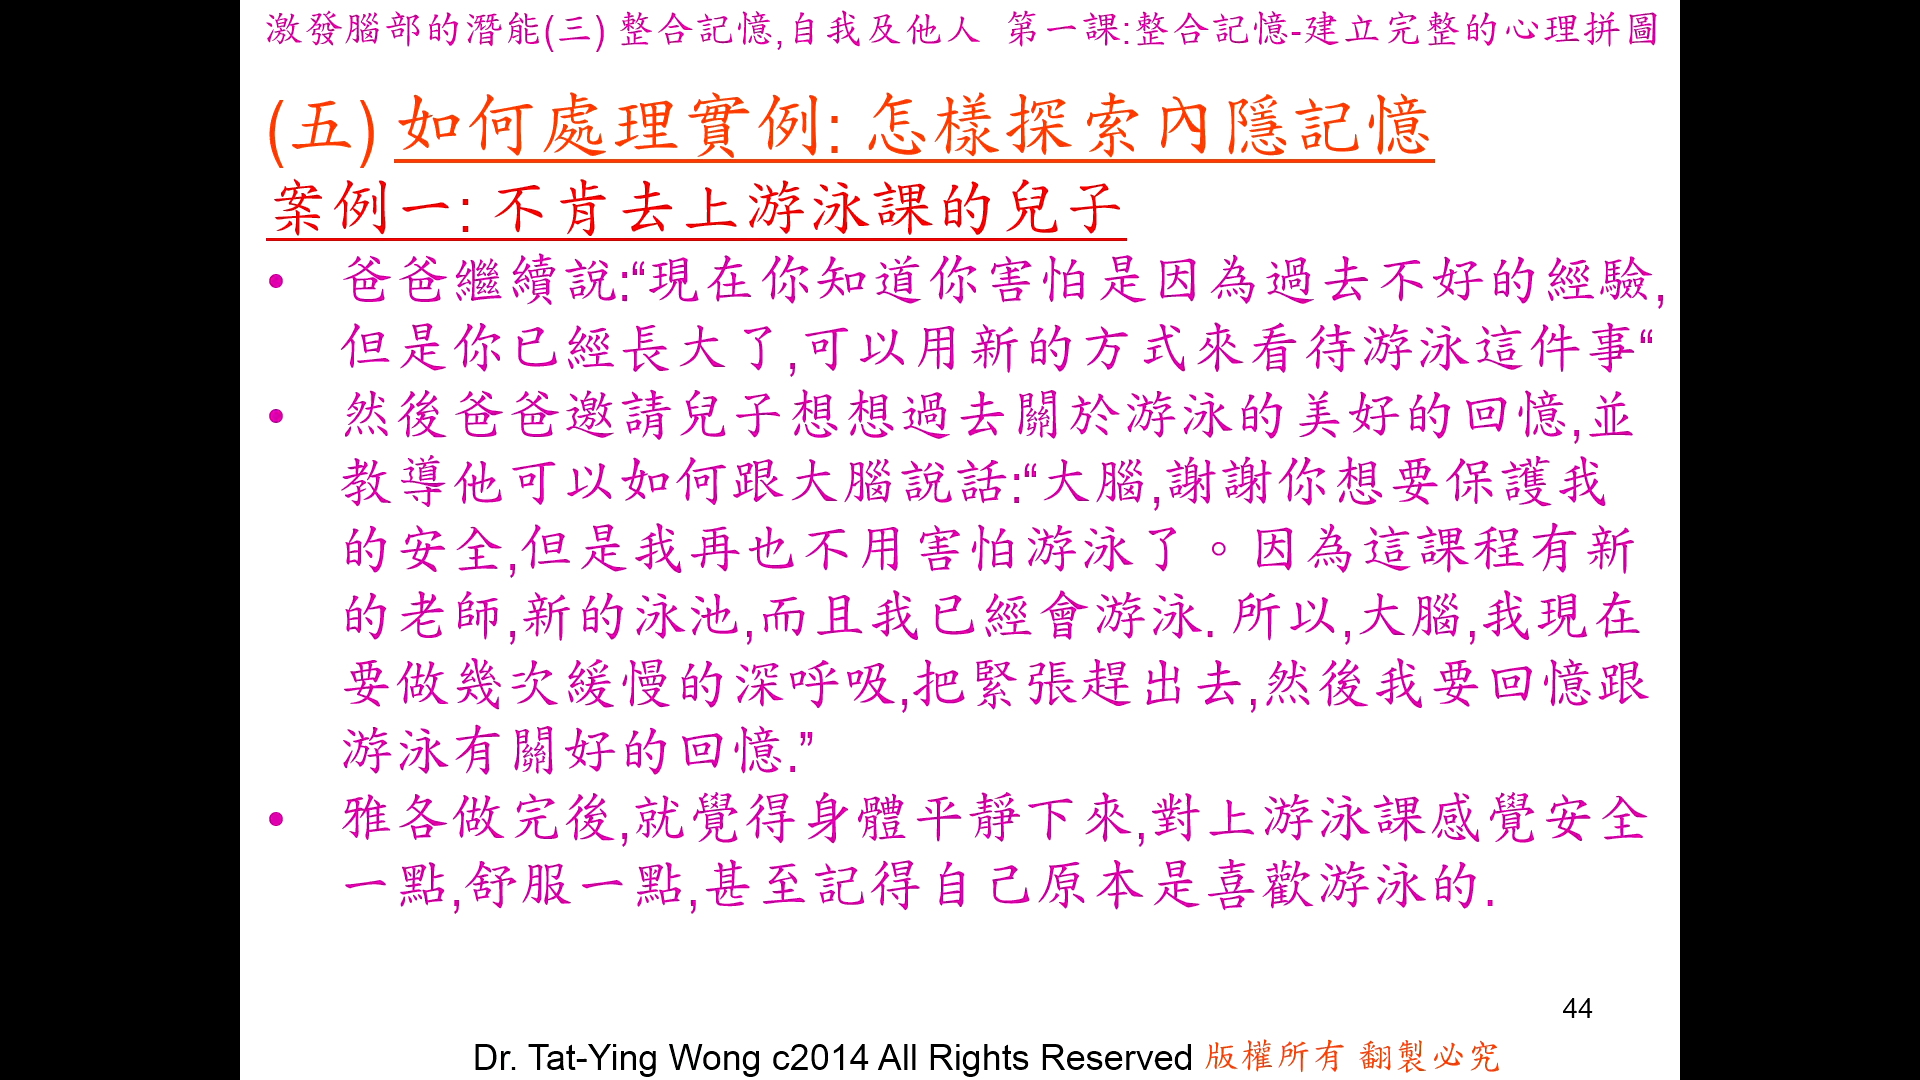 激發腦部的潛能(三) 整合記憶,自我及他人 第一課:整合記憶-建立完整的心理拼圖
(五) 如何處理實例: 怎樣探索內隱記憶
案例一: 不肯去上游泳課的兒子
• 爸爸繼續說:“現在你知道你害怕是因為過去不好的經驗,
但是你已經長大了,可以用新的方式來看待游泳這件事“
• 然後爸爸邀請兒子想想過去關於游泳的美好的回憶,並
教導他可以如何跟大腦說話:“大腦,謝謝你想要保護我
的安全,但是我再也不用害怕游泳了。因為這課程有新
的老師,新的泳池,而且我已經會游泳. 所以,大腦,我現在
要做幾次緩慢的深呼吸,把緊張趕出去,然後我要回憶跟
游泳有關好的回憶.”
• 雅各做完後,就覺得身體平靜下來,對上游泳課感覺安全
一點,舒服一點,甚至記得自己原本是喜歡游泳的.
44
Dr. Tat-Ying Wong c2014 All Rights Reserved 版權所有 翻製必究